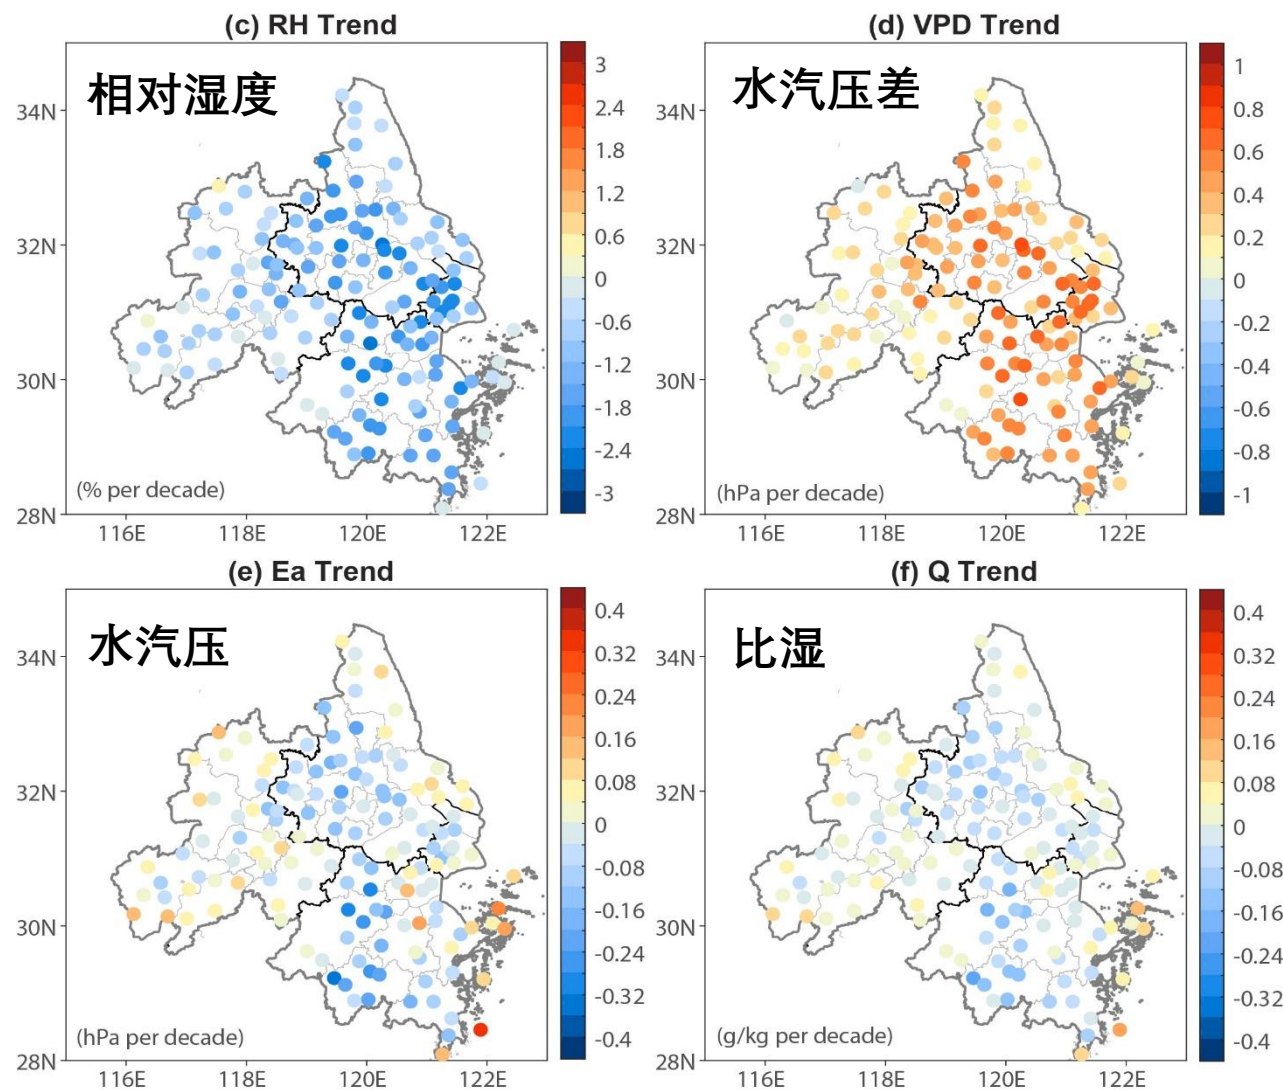 (c) RH Trend
相对湿度
34N
32N
30N
28N
116E 118E 120E 122E
(% per decade)
3
2.4
1.8
1.2
0.6
0
-0.6
-1.2
-1.8
-2.4
-3
(d) VPD Trend
水汽压差
34N
32N
30N
28N
116E 118E 120E 122E
(hPa per decade)
1
0.8
0.6
0.4
0.2
0
-0.2
-0.4
-0.6
-0.8
-1
(e) Ea Trend
水汽压
34N
32N
30N
28N
116E 118E 120E 122E
(hPa per decade)
0.4
0.32
0.24
0.16
0.08
0
-0.08
-0.16
-0.24
-0.32
-0.4
(f) Q Trend
比湿
34N
32N
30N
28N
116E 118E 120E 122E
(g/kg per decade)
0.4
0.32
0.24
0.16
0.08
0
-0.08
-0.16
-0.24
-0.32
-0.4